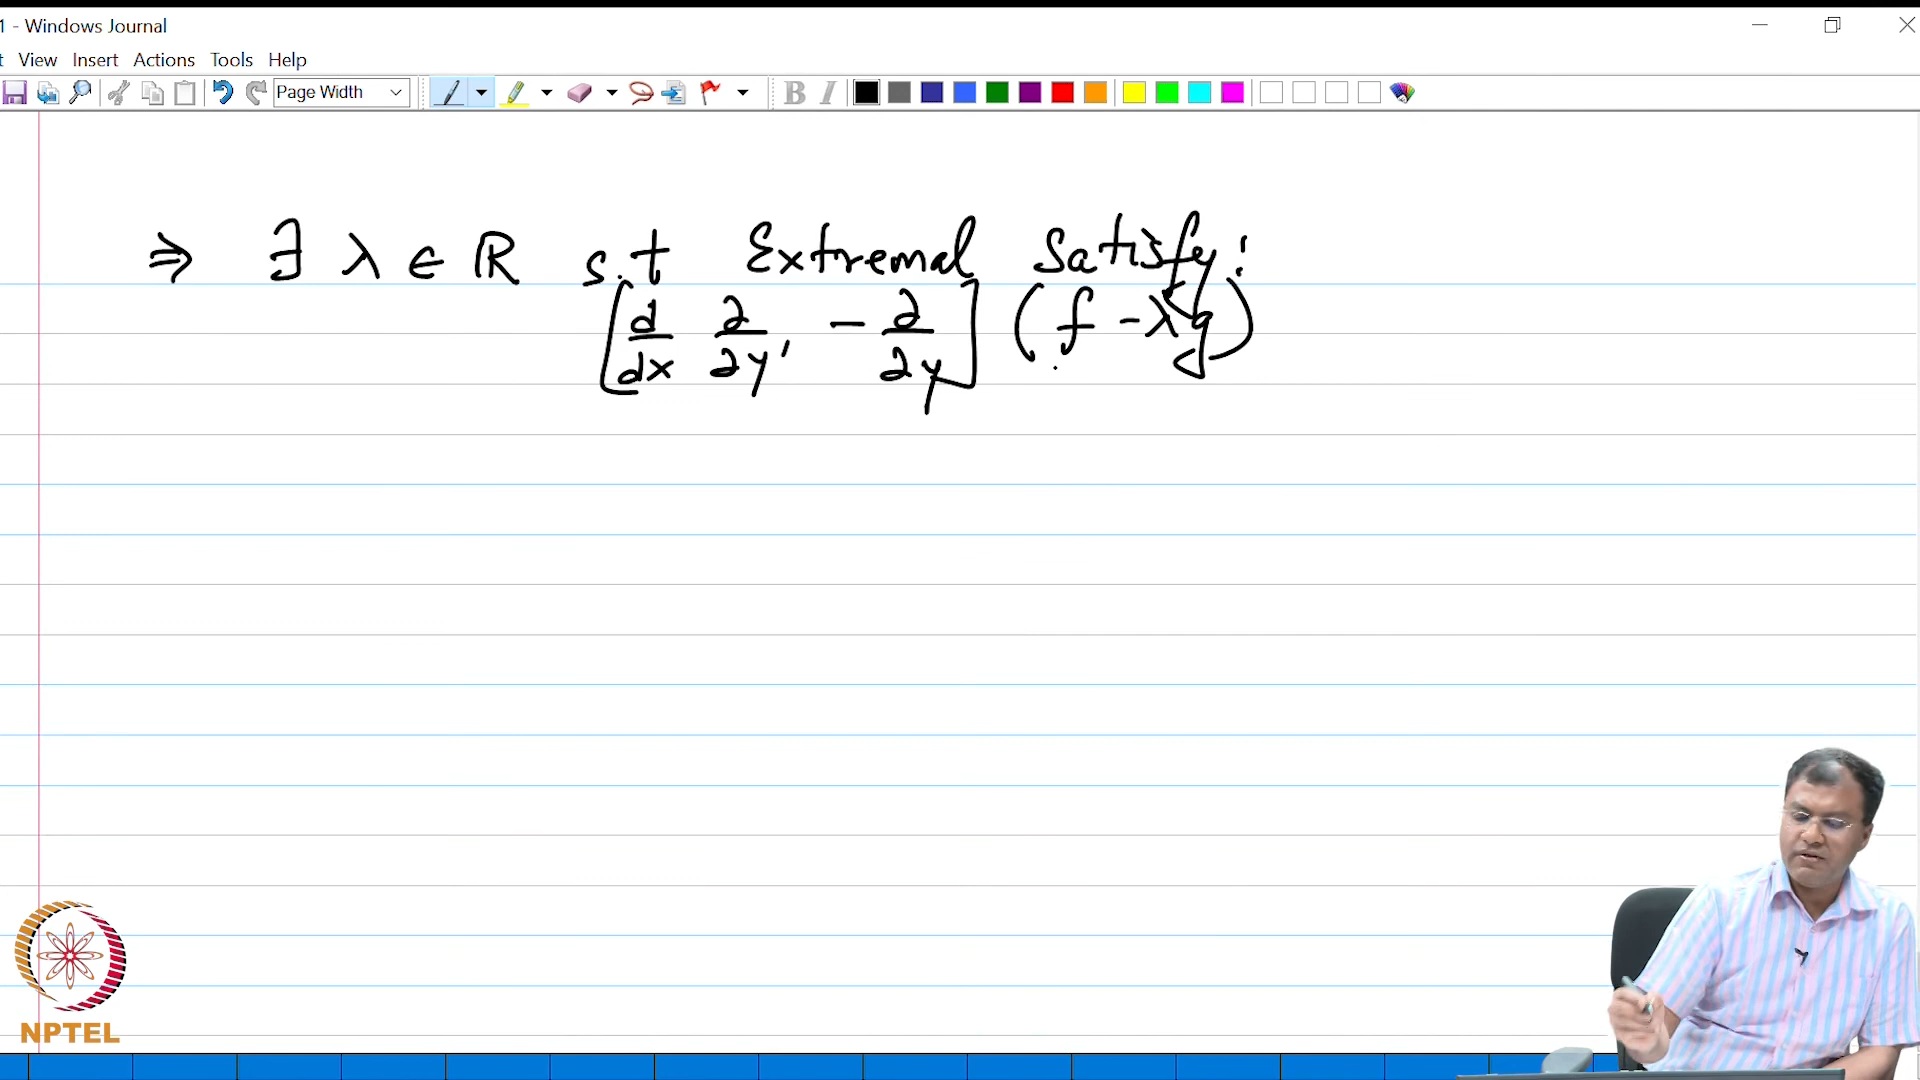 1 - Windows Journal
t View Insert Actions Tools Help
Page Width B I
⇒ ∃ λ ∈ ℝ s.t Extremal Satisfy:
[d/dx ∂/∂y' - ∂/∂y] (f - λg)
NPTEL